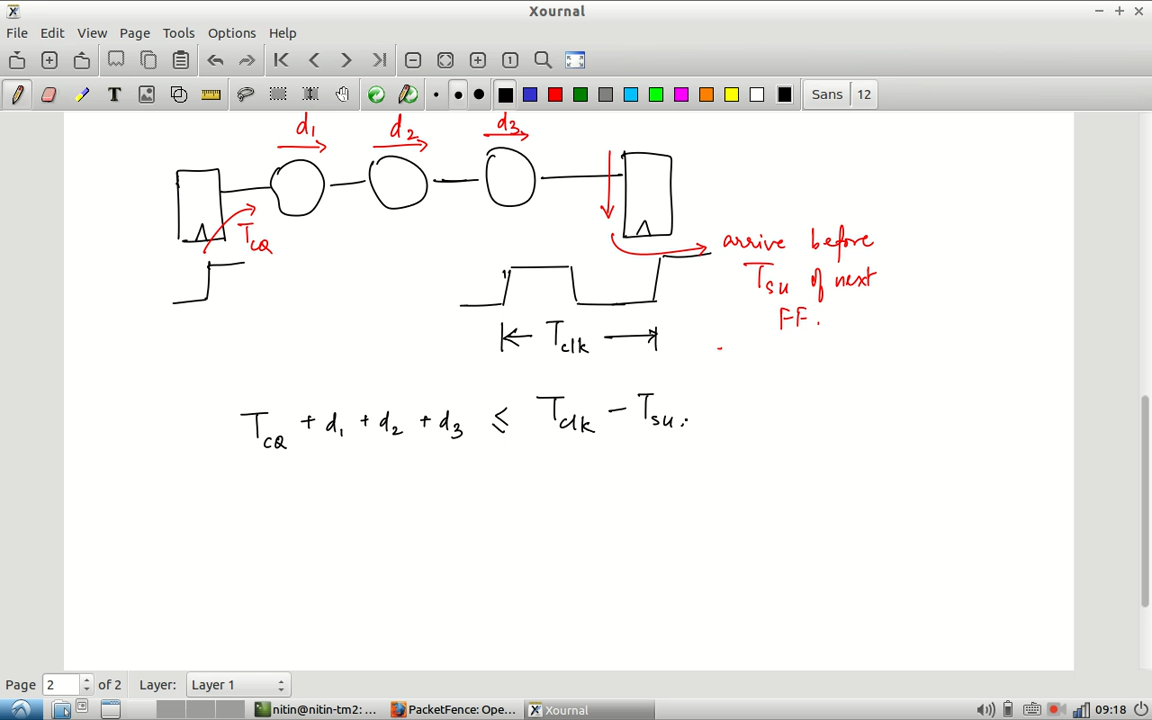 Xournal
File Edit View Page Tools Options Help
Sans 12
d1 d2 d3
TCQ
arrive before
TSU of next
FF.
Tclk
TCQ + d1 + d2 + d3 ≤ Tclk - TSU.
Page 2 of 2 Layer: Layer 1
nitin@nitin-tm2: ... PacketFence: Ope... Xournal 09:18